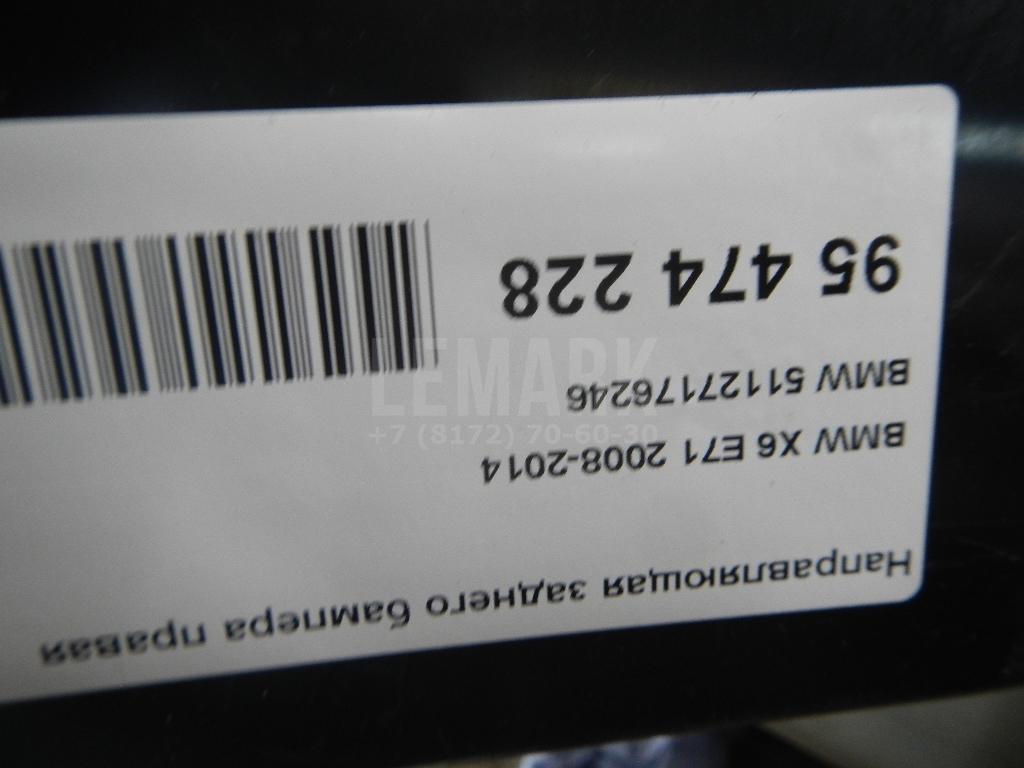 Направляющая заднего бампера правая
BMW X6 E71 2008-2014
BMW 51127176246
95 474 228
LEMARK
+7 (8172) 70-60-30